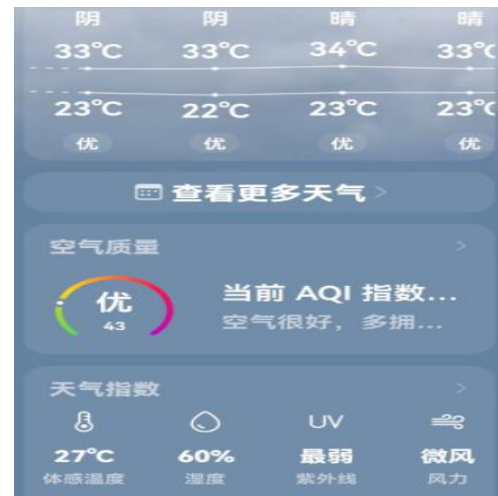 阴 阴 晴 晴
33°C 33°C 34°C 33°C
23°C 22°C 23°C 23°C
优 优 优 优
查看更多天气 >
空气质量 >
优 当前 AQI 指数...
43 空气很好，多拥...
天气指数 >
UV
27°C 60% 最弱 微风
体感温度 湿度 紫外线 风力